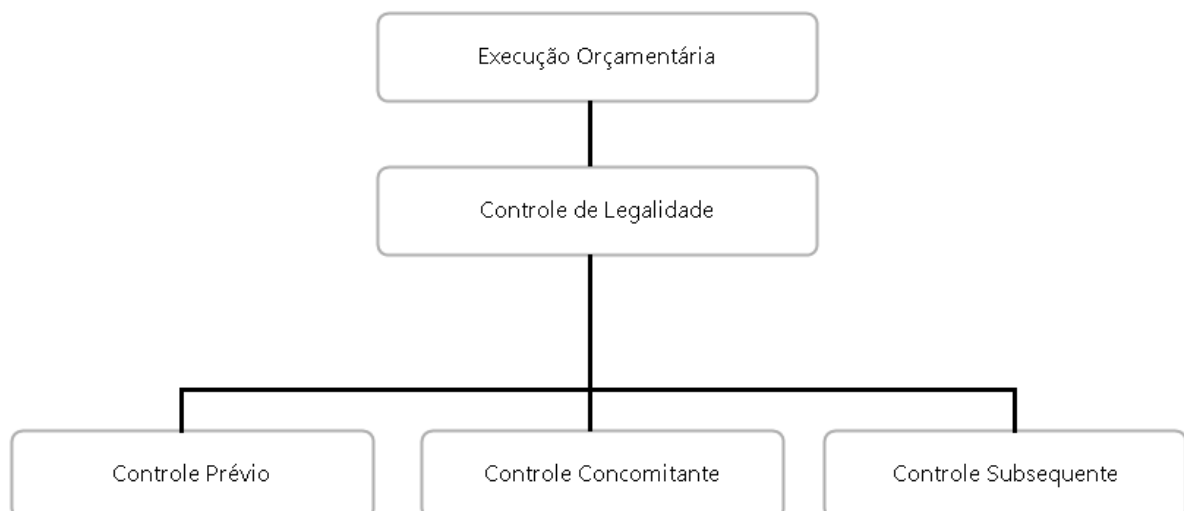 Execução Orçamentária
Controle de Legalidade
Controle Prévio
Controle Concomitante
Controle Subsequente